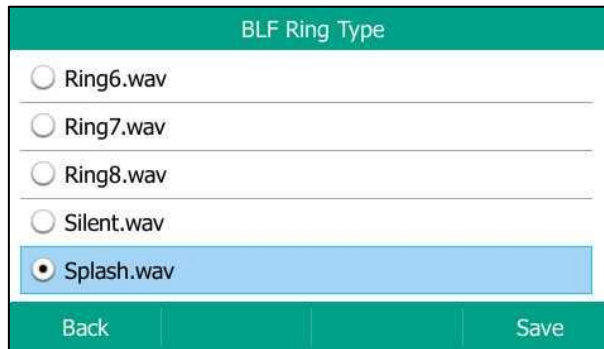 BLF Ring Type
Ring6.wav
Ring7.wav
Ring8.wav
Silent.wav
Splash.wav
Back Save